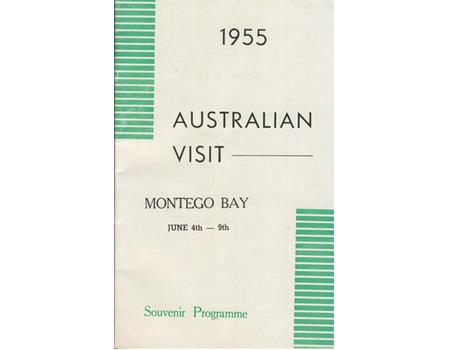 1955
AUSTRALIAN
VISIT
MONTEGO BAY
JUNE 4th — 9th
Souvenir Programme